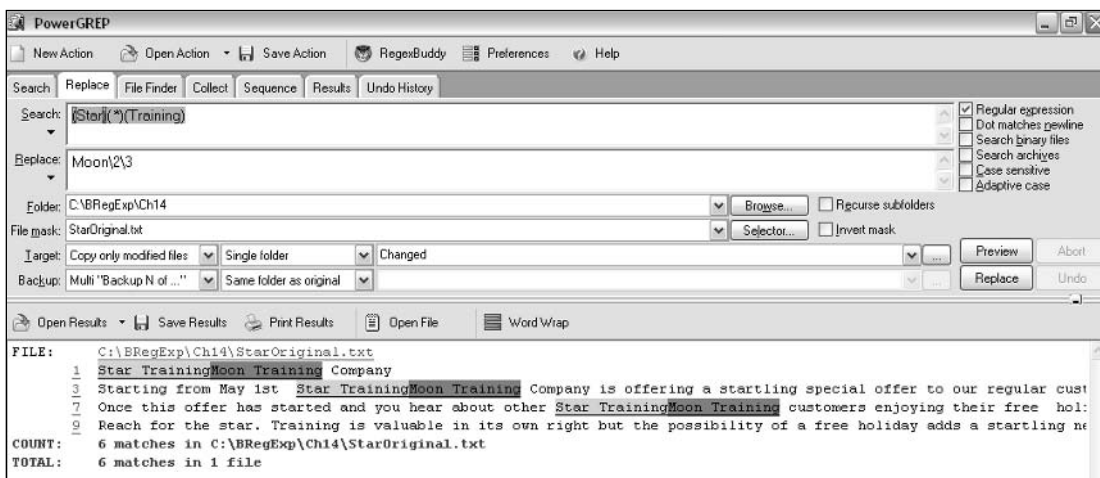 PowerGREP
New Action Open Action Save Action RegexBuddy Preferences Help
Search Replace File Finder Collect Sequence Results Undo History
Search: (Star)( *)(Training)
Regular expression
Dot matches newline
Search binary files
Replace: Moon\2\3
Search archives
Case sensitive
Adaptive case
Folder: C:\BRegExp\Ch14 Browse... Recurse subfolders
File mask: StarOriginal.txt Selector... Invert mask
Target: Copy only modified files Single folder Changed ... Preview Abort
Backup: Multi "Backup N of ..." Same folder as original ... Replace Undo
Open Results Save Results Print Results Open File Word Wrap
FILE: C:\BRegExp\Ch14\StarOriginal.txt
1 Star TrainingMoon Training Company
3 Starting from May 1st Star TrainingMoon Training Company is offering a startling special offer to our regular cust
7 Once this offer has started and you hear about other Star TrainingMoon Training customers enjoying their free hol
9 Reach for the star. Training is valuable in its own right but the possibility of a free holiday adds a startling ne
COUNT: 6 matches in C:\BRegExp\Ch14\StarOriginal.txt
TOTAL: 6 matches in 1 file